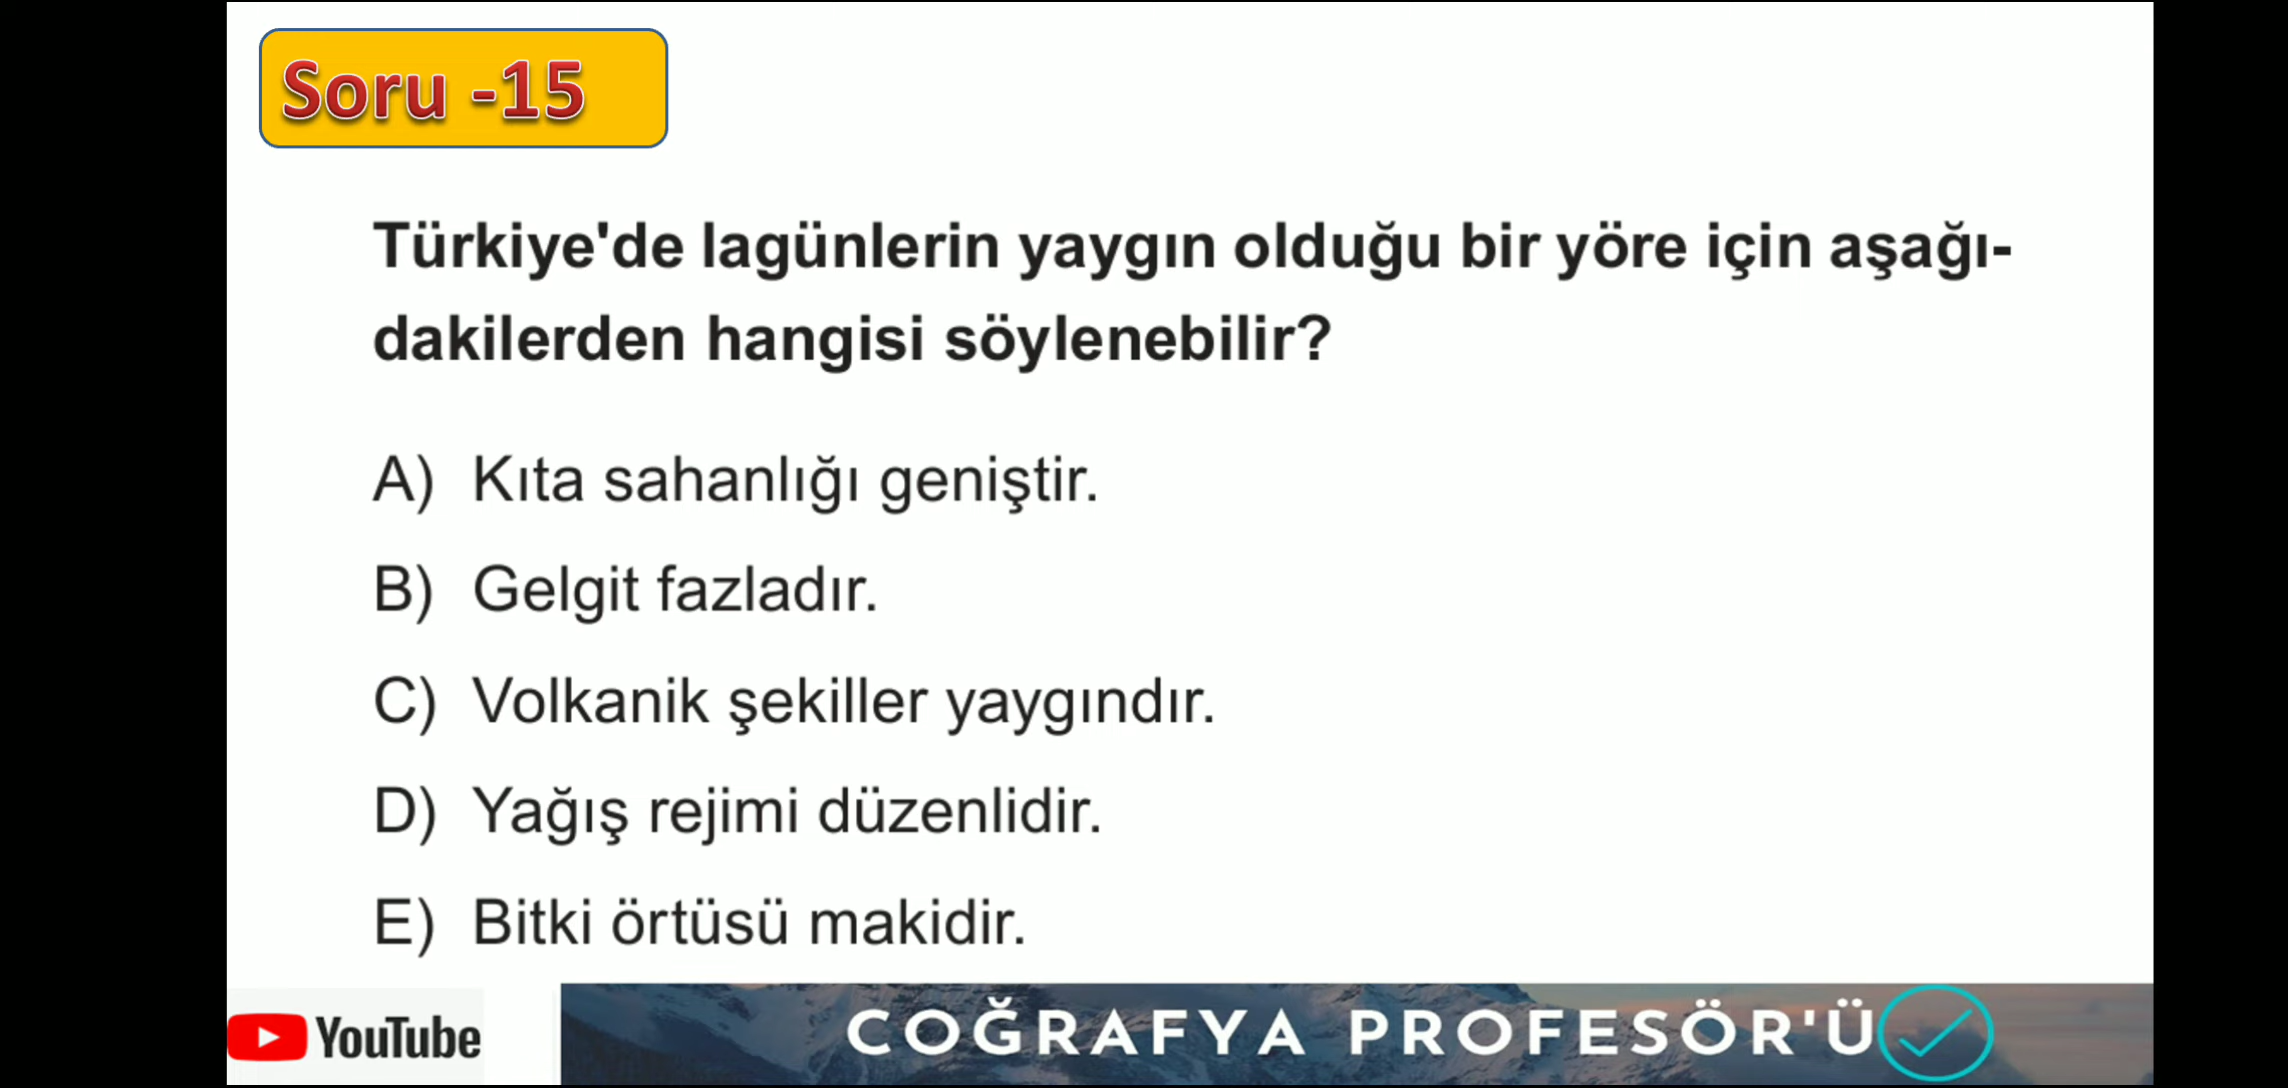 Soru -15
Türkiye'de lagünlerin yaygın olduğu bir yöre için aşağı-
dakilerden hangisi söylenebilir?
A) Kıta sahanlığı geniştir.
B) Gelgit fazladır.
C) Volkanik şekiller yaygındır.
D) Yağış rejimi düzenlidir.
E) Bitki örtüsü makidir.
YouTube COĞRAFYA PROFESÖR'Ü